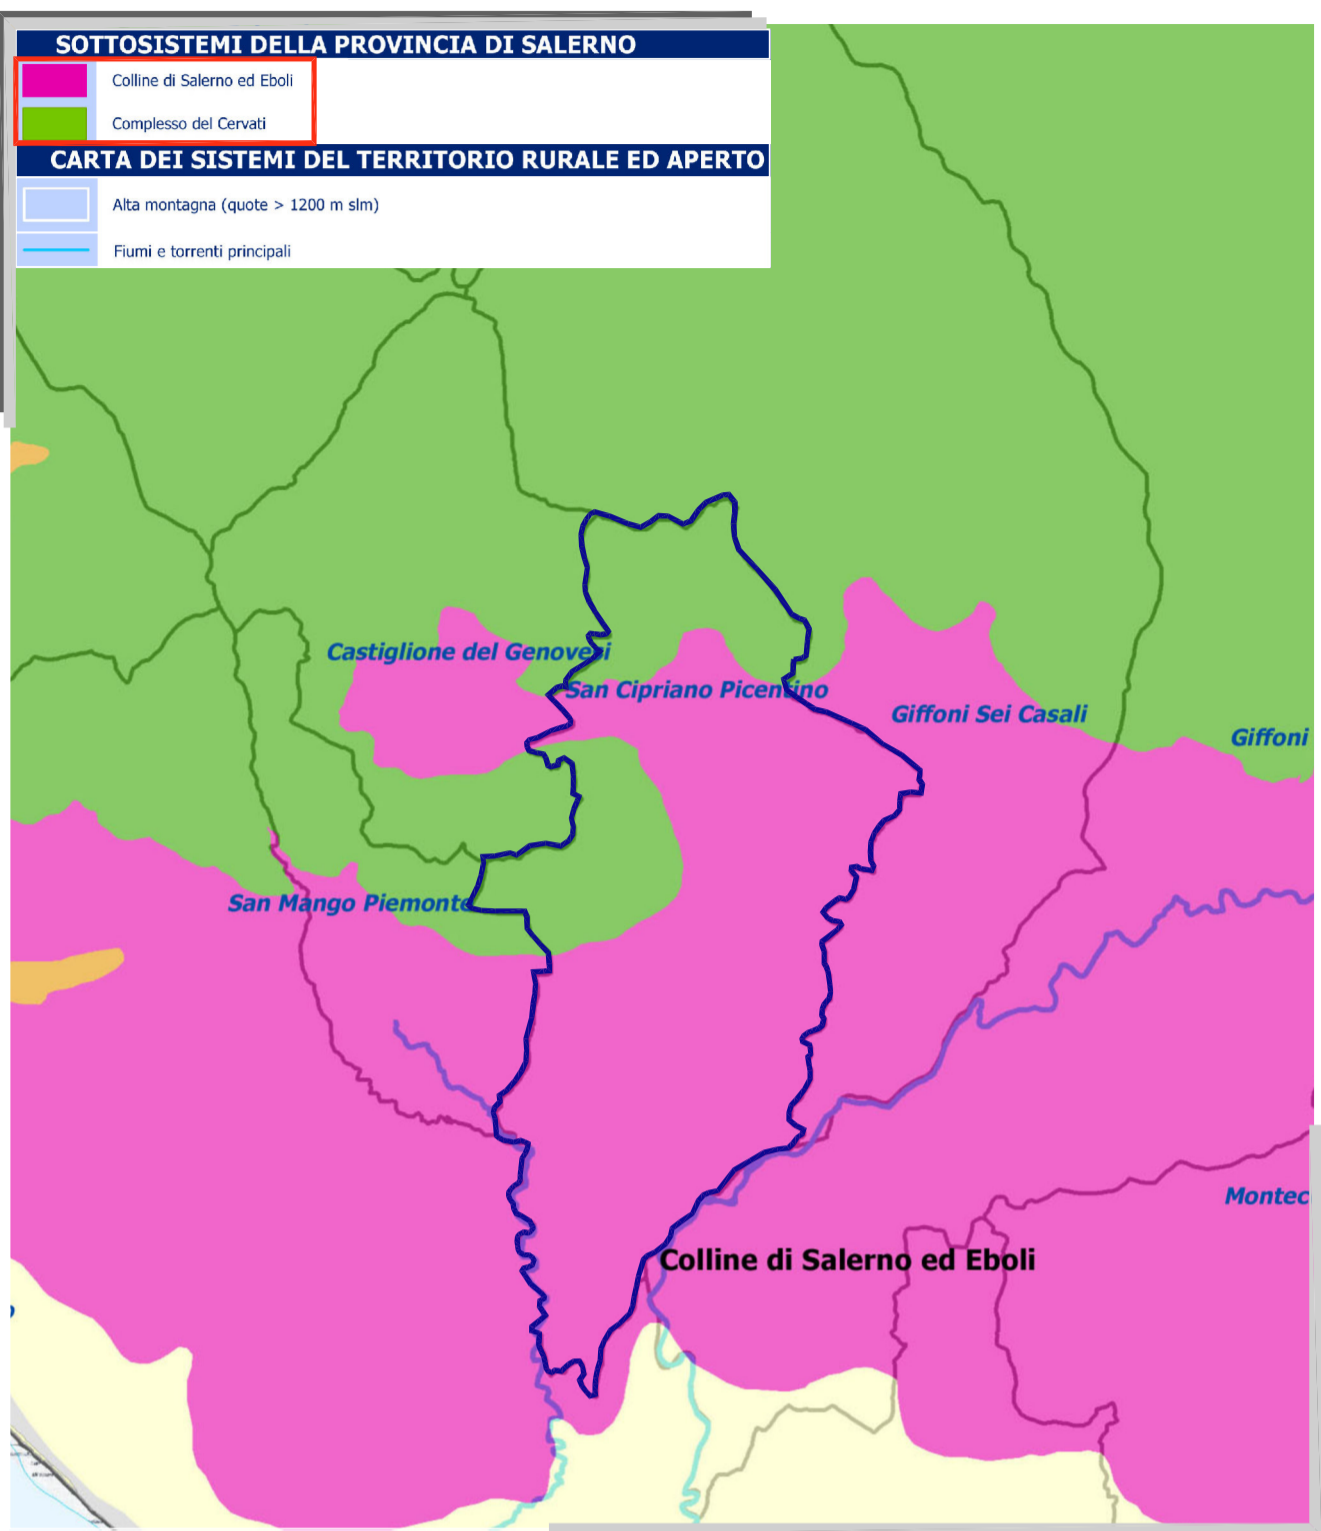 SOTTOSISTEMI DELLA PROVINCIA DI SALERNO
Colline di Salerno ed Eboli
Complesso del Cervati
CARTA DEI SISTEMI DEL TERRITORIO RURALE ED APERTO
Alta montagna (quote > 1200 m slm)
Fiumi e torrenti principali
Castiglione del Genovesi
San Cipriano Picentino
Giffoni Sei Casali
Giffoni
San Mango Piemonte
Montec
Colline di Salerno ed Eboli